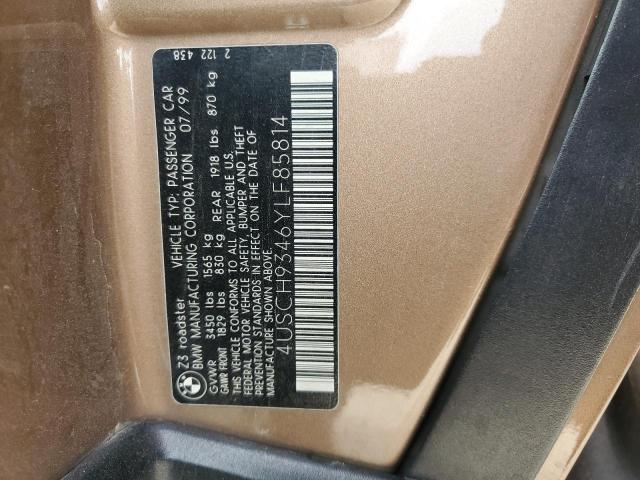 Z3 roadster VEHICLE TYP: PASSENGER CAR
BMW MANUFACTURING CORPORATION 07/99
GVWR 3450 lbs 1565 kg
GAWR FRONT 1829 lbs 830 kg REAR 1918 lbs 870 kg
THIS VEHICLE CONFORMS TO ALL APPLICABLE U.S.
FEDERAL MOTOR VEHICLE SAFETY, BUMPER AND THEFT
PREVENTION STANDARDS IN EFFECT ON THE DATE OF
MANUFACTURE SHOWN ABOVE.
4USCH9346YLF85814
2 122 438
BMW